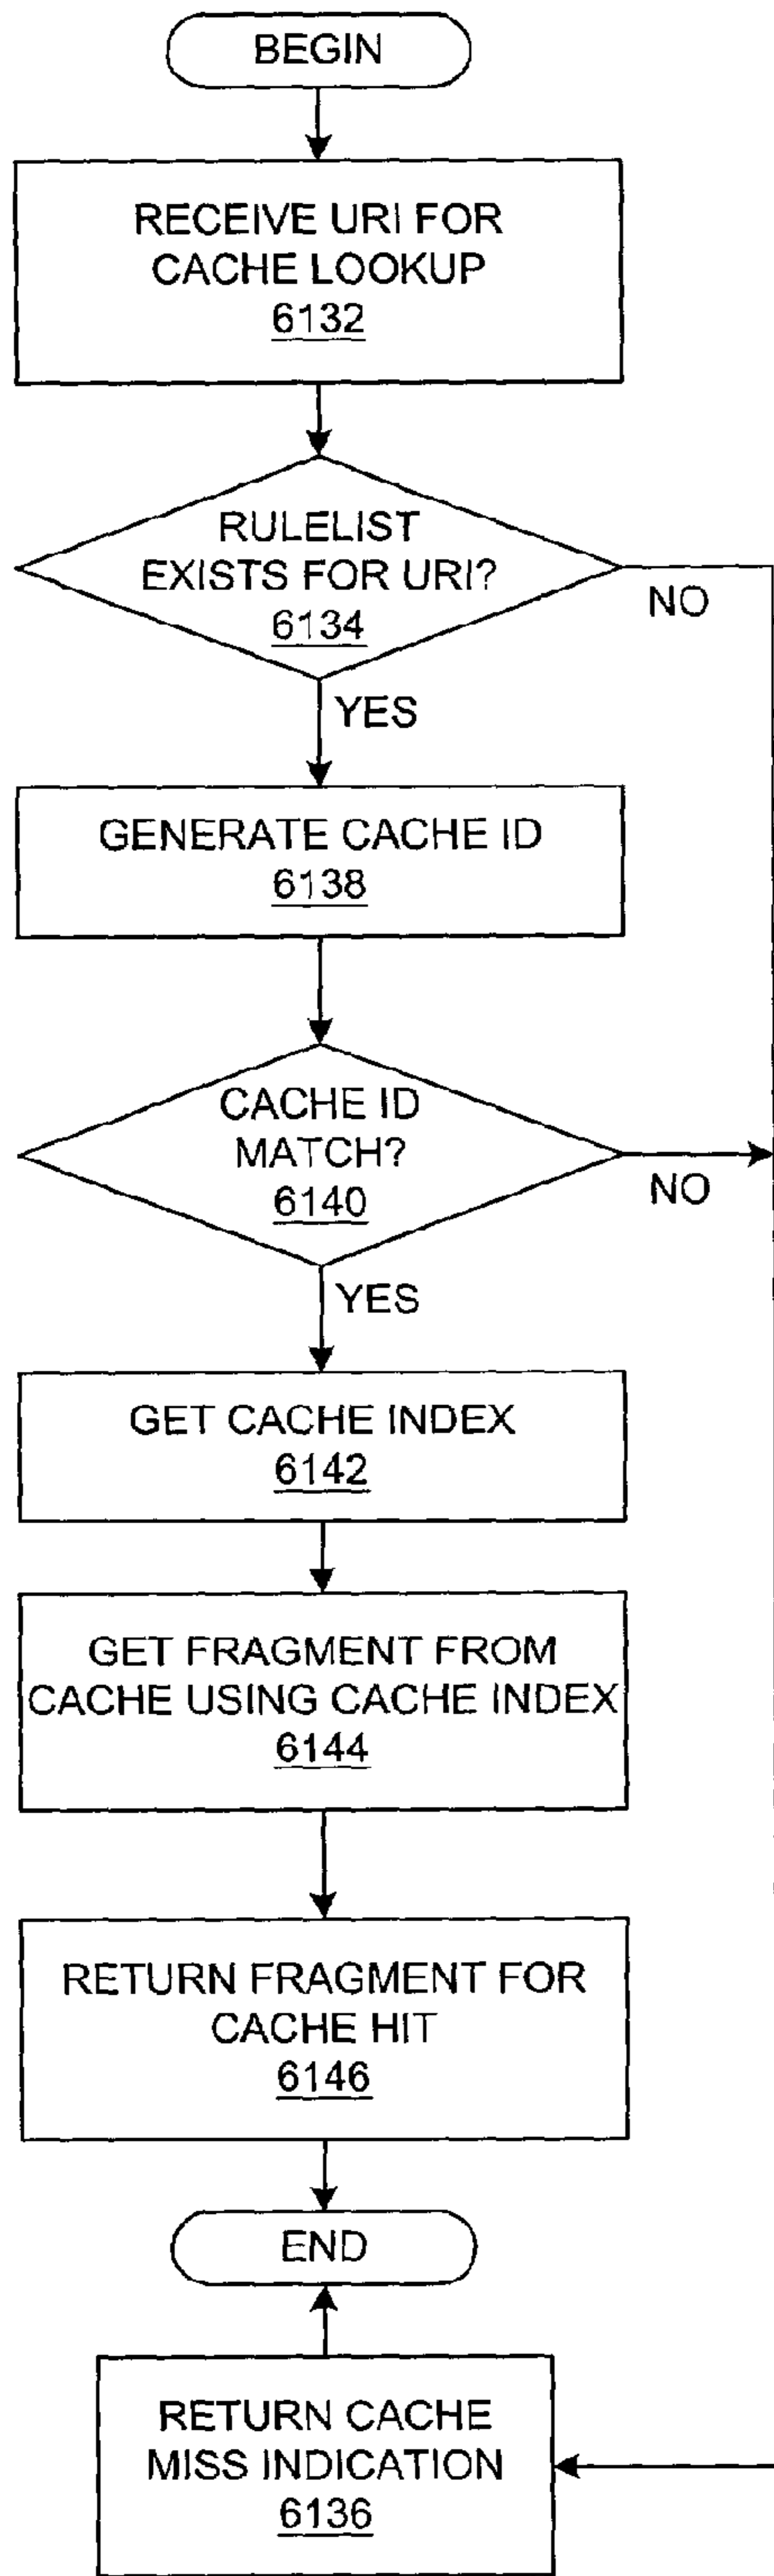 BEGIN
RECEIVE URI FOR
CACHE LOOKUP
6132
RULELIST
EXISTS FOR URI?
6134
NO
YES
GENERATE CACHE ID
6138
CACHE ID
MATCH?
6140
NO
YES
GET CACHE INDEX
6142
GET FRAGMENT FROM
CACHE USING CACHE INDEX
6144
RETURN FRAGMENT FOR
CACHE HIT
6146
END
RETURN CACHE
MISS INDICATION
6136